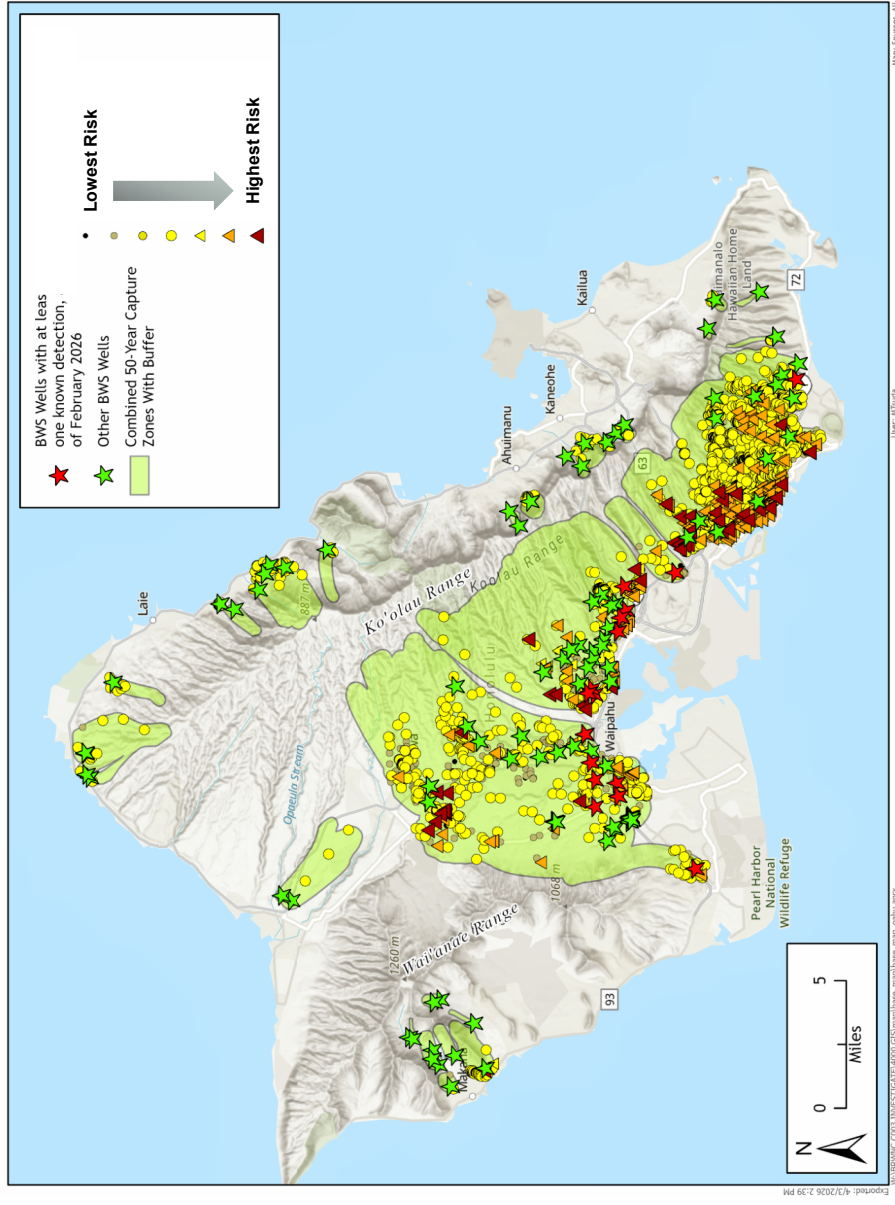 BWS Wells with at leas
one known detection, .
of February 2026
Other BWS Wells
Combined 50-Year Capture
Zones With Buffer
Lowest Risk
Highest Risk
Laie
887 m
Ko'olau Range
Koolau Range
Ahuimanu
Kaneohe
Kailua
Hawaiian Home
Land
72
63
Opaeula Stream
Waipahu
1068 m
Wai'anae Range
1260 m
93
Pearl Harbor
National
Wildlife Refuge
N
0
5
Miles
Exported: 4/3/2026 2:39 PM